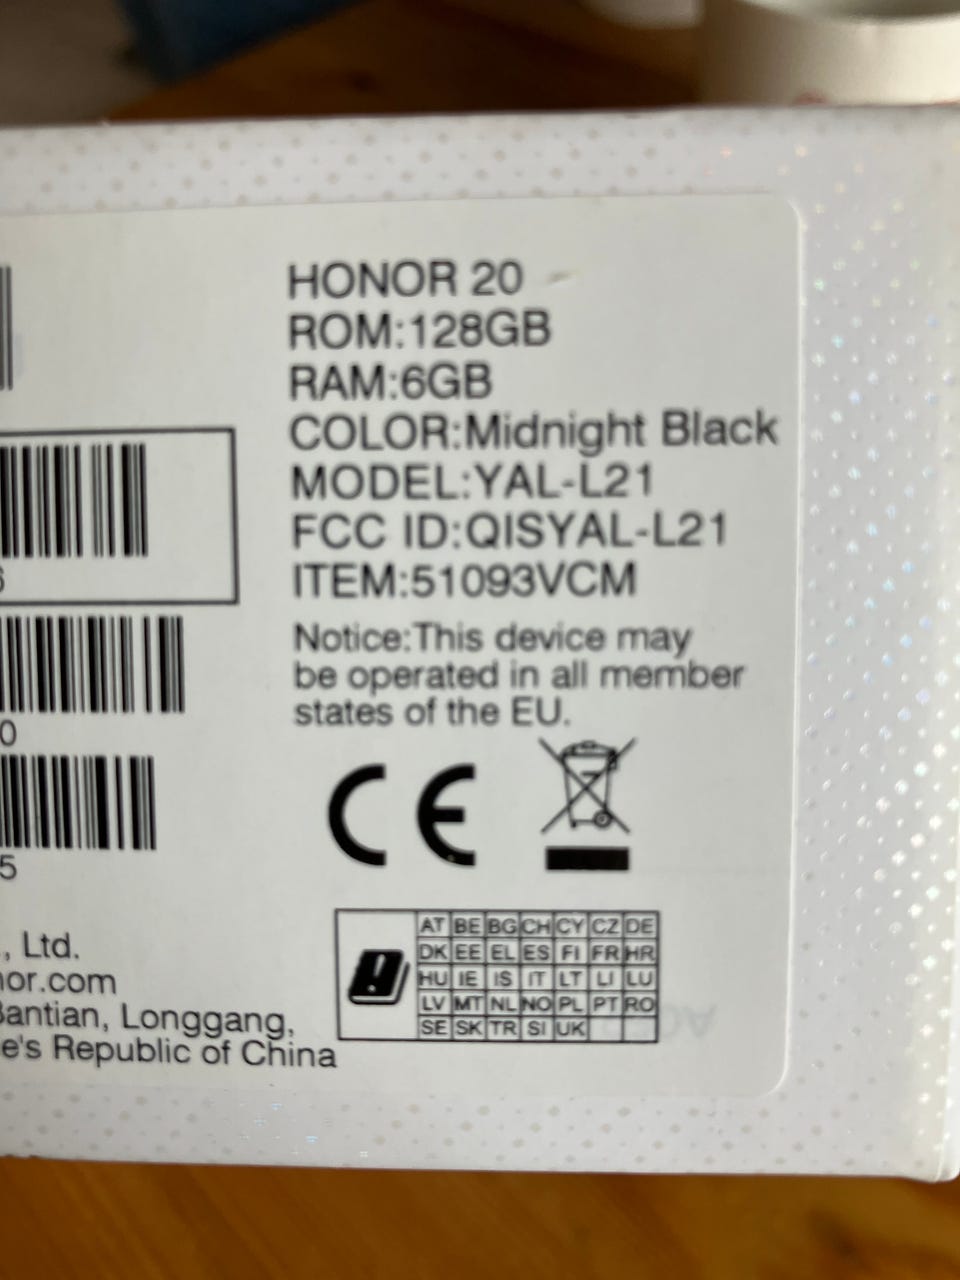 HONOR 20
ROM:128GB
RAM:6GB
COLOR:Midnight Black
MODEL:YAL-L21
FCC ID:QISYAL-L21
ITEM:51093VCM
Notice:This device may
be operated in all member
states of the EU.
6
0
5
CE
AT BE BG CH CY CZ DE
DK EE EL ES FI FR HR
HU IE IS IT LT LI LU
LV MT NL NO PL PT RO
SE SK TR SI UK
, Ltd.
nor.com
Bantian, Longgang,
e's Republic of China